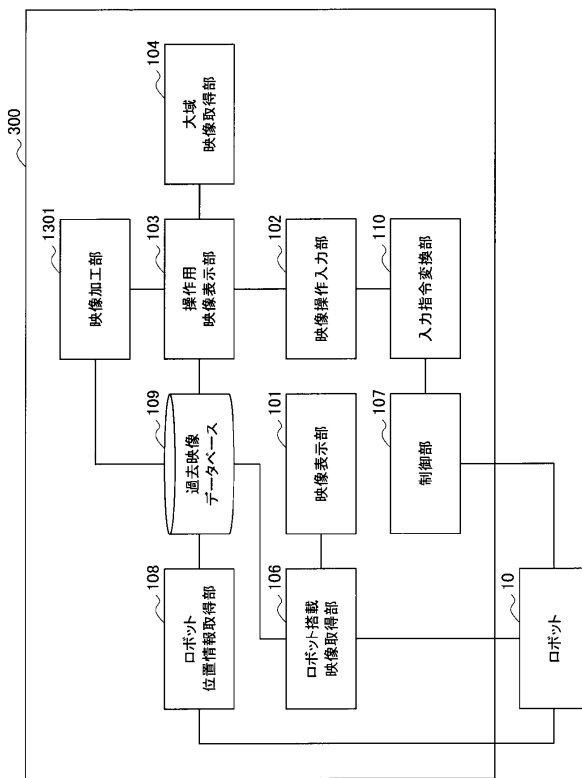 300
1301
映像加工部
104
大域
映像取得部
103
操作用
映像表示部
102
映像操作入力部
110
入力指令変換部
109
過去映像
データベース
101
映像表示部
107
制御部
108
ロボット
位置情報取得部
106
ロボット搭載
映像取得部
10
ロボット